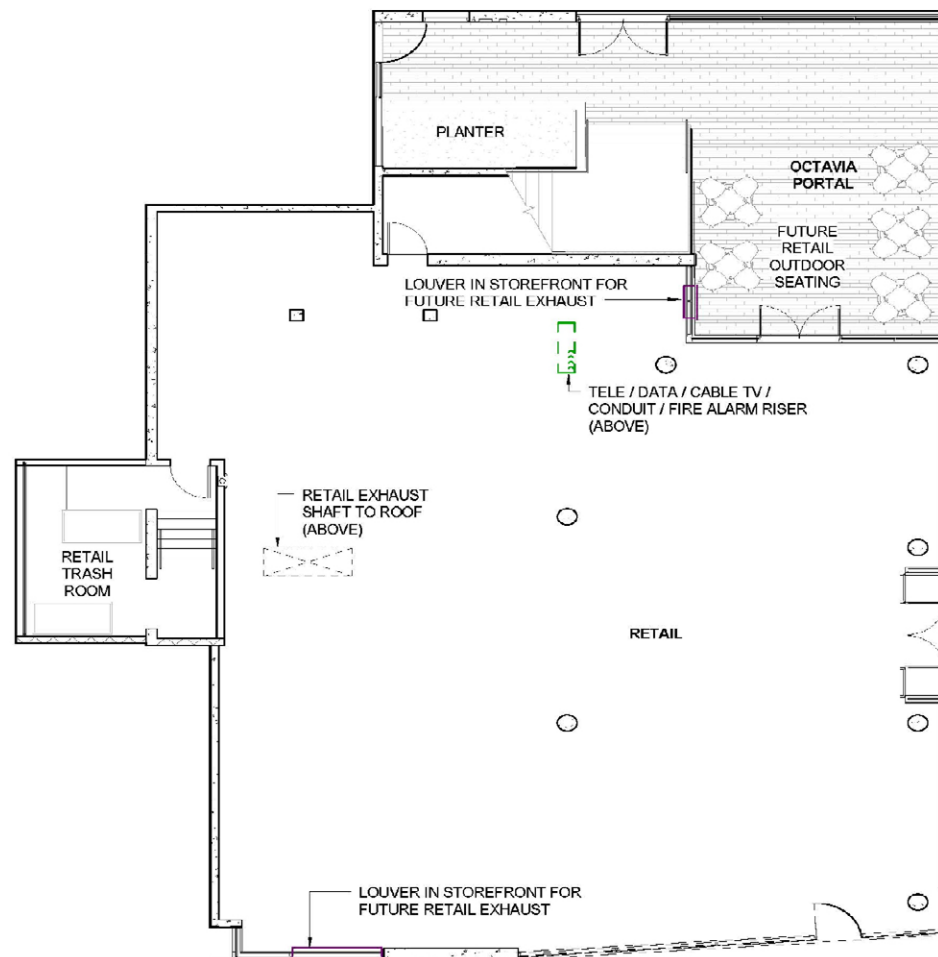 PLANTER
OCTAVIA
PORTAL
FUTURE
RETAIL
OUTDOOR
SEATING
LOUVER IN STOREFRONT FOR
FUTURE RETAIL EXHAUST
TELE / DATA / CABLE TV /
CONDUIT / FIRE ALARM RISER
(ABOVE)
RETAIL EXHAUST
SHAFT TO ROOF
(ABOVE)
RETAIL
TRASH
ROOM
RETAIL
LOUVER IN STOREFRONT FOR
FUTURE RETAIL EXHAUST